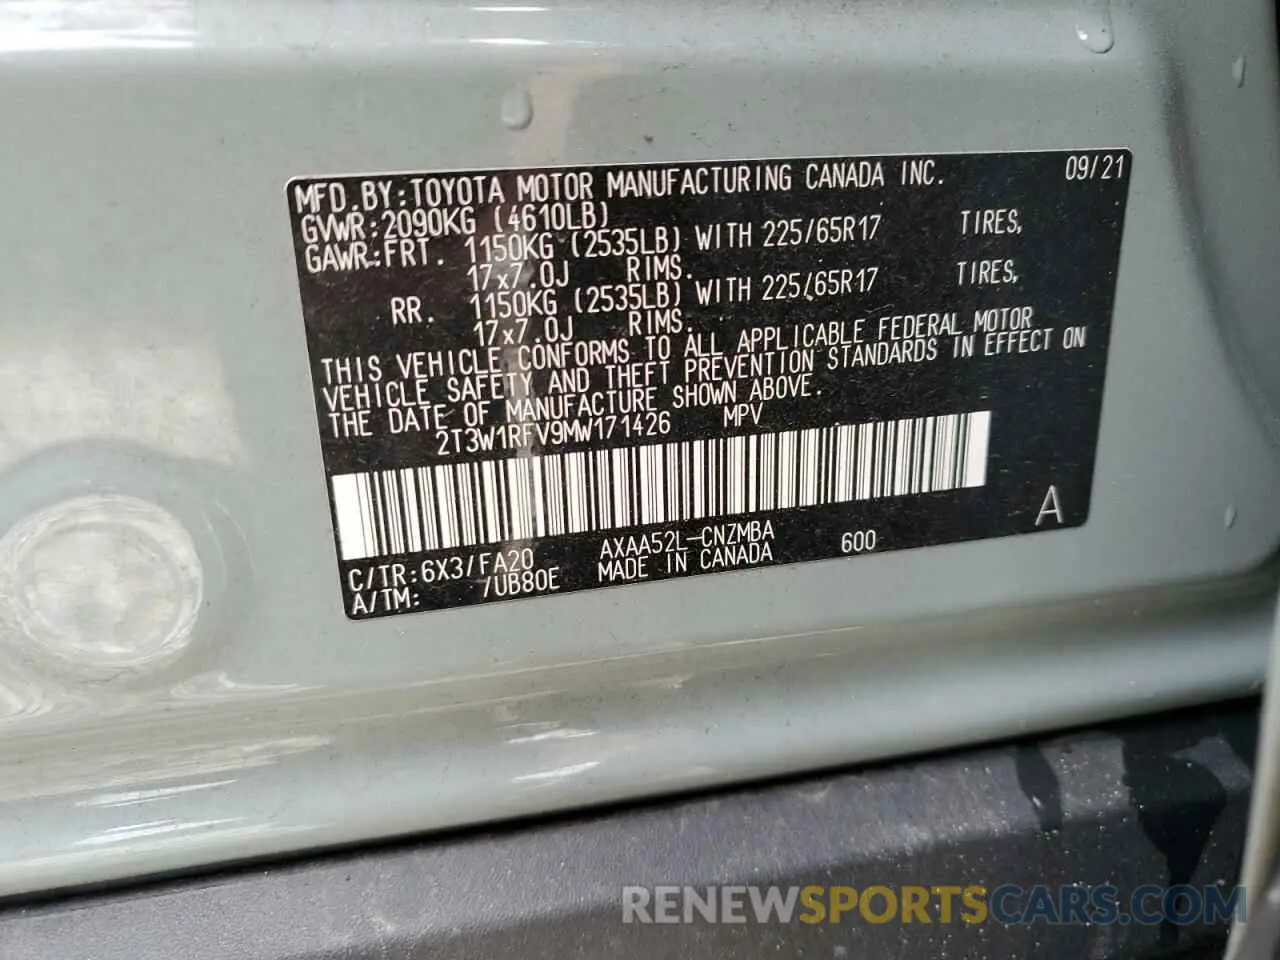 MFD.BY:TOYOTA MOTOR MANUFACTURING CANADA INC. 09/21
GVWR:2090KG (4610LB)
GAWR:FRT. 1150KG (2535LB) WITH 225/65R17 TIRES,
17x7.0J RIMS.
RR. 1150KG (2535LB) WITH 225/65R17 TIRES,
17x7.0J RIMS.
THIS VEHICLE CONFORMS TO ALL APPLICABLE FEDERAL MOTOR
VEHICLE SAFETY AND THEFT PREVENTION STANDARDS IN EFFECT ON
THE DATE OF MANUFACTURE SHOWN ABOVE.
2T3W1RFV9MW171426 MPV
C/TR:6X3/FA20 AXAA52L-CNZMBA 600 A
A/TM: /UB80E MADE IN CANADA
RENEWSPORTSCARS.COM